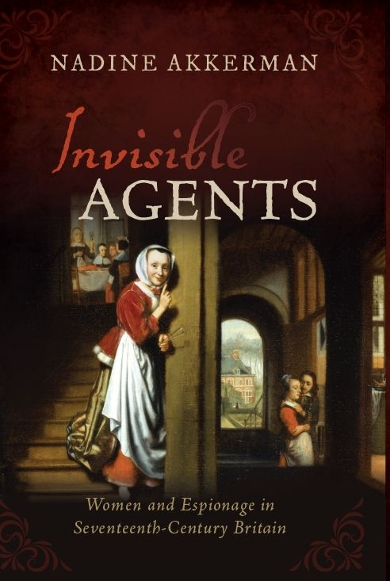 NADINE AKKERMAN
Invisible
AGENTS
Women and Espionage in
Seventeenth-Century Britain